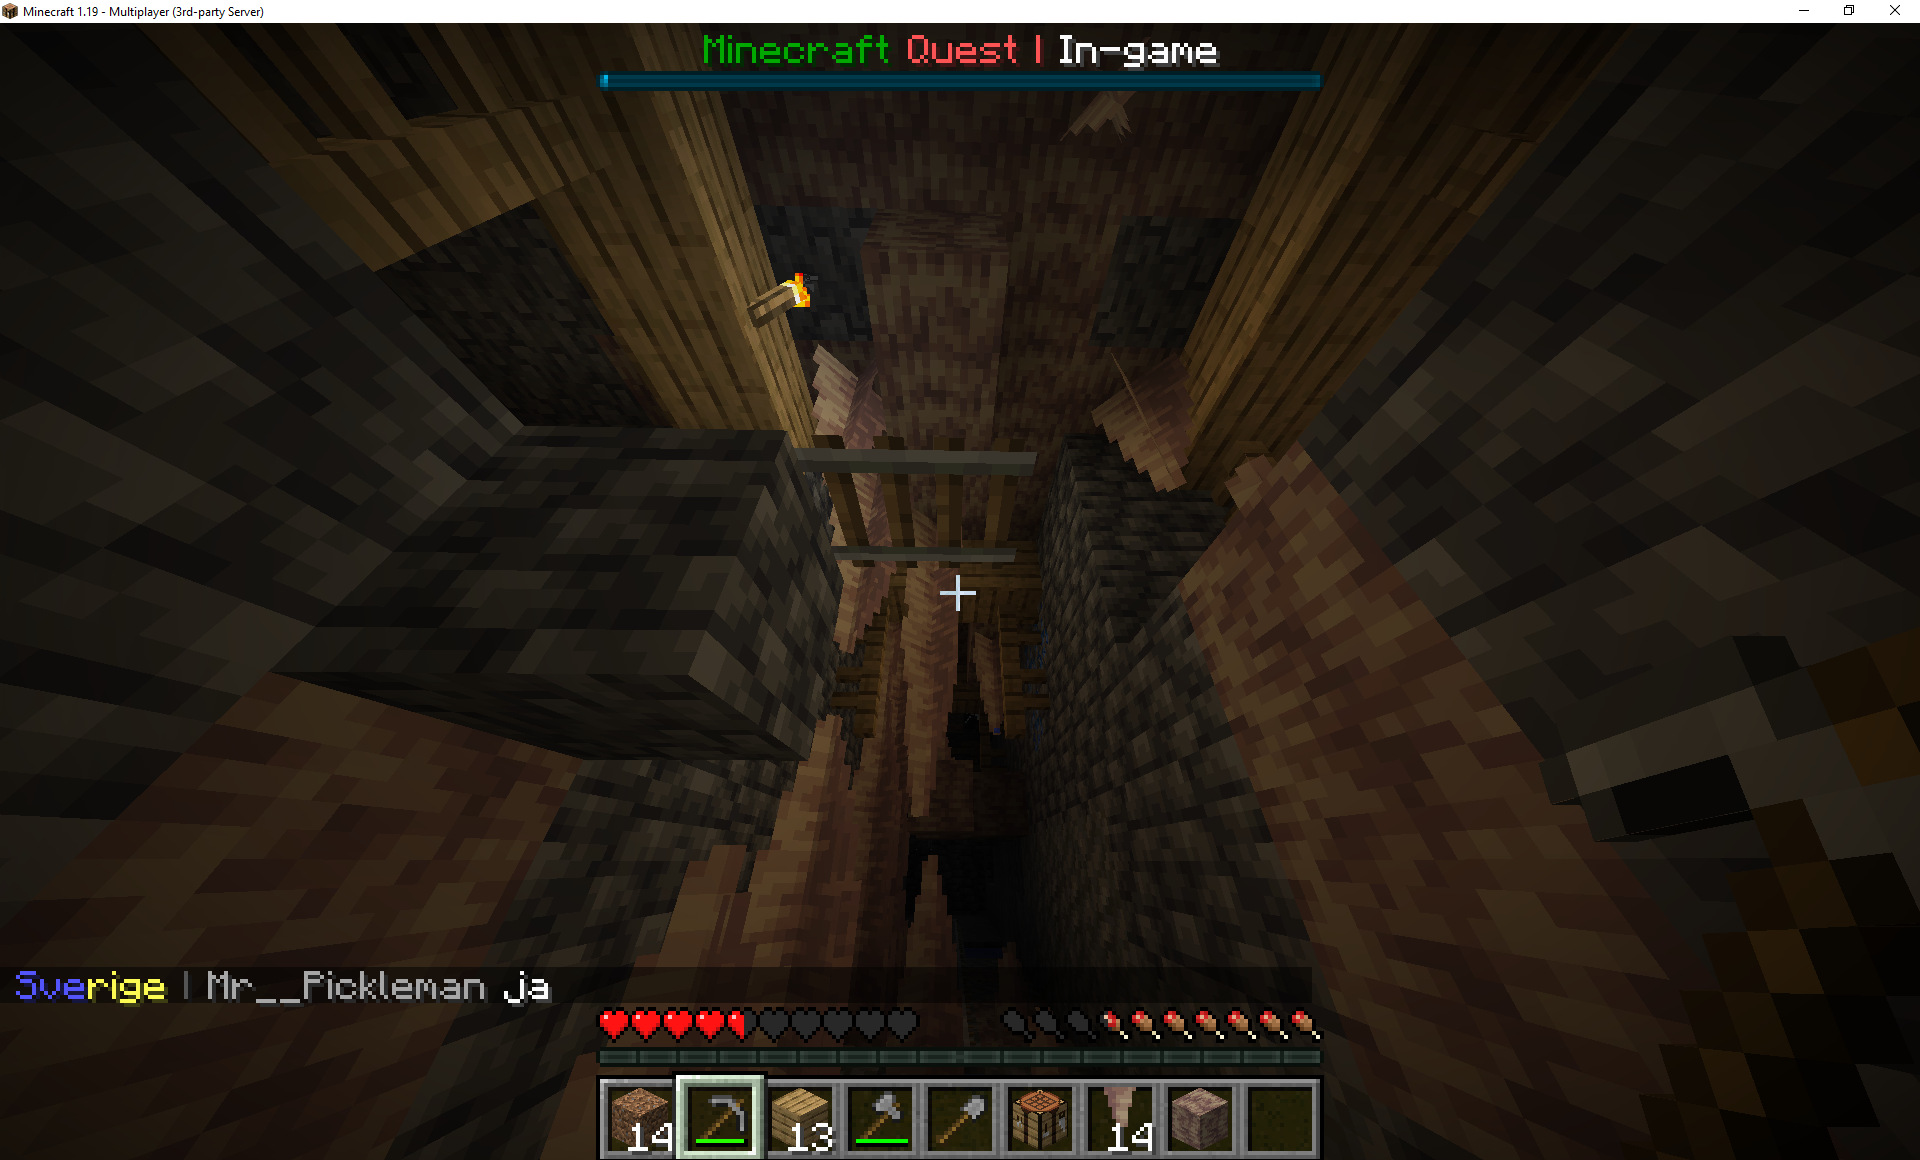 Minecraft 1.19 - Multiplayer (3rd-party Server)
Minecraft Quest | In-game
Sverige | Mr__Pickleman ja
14 13 14